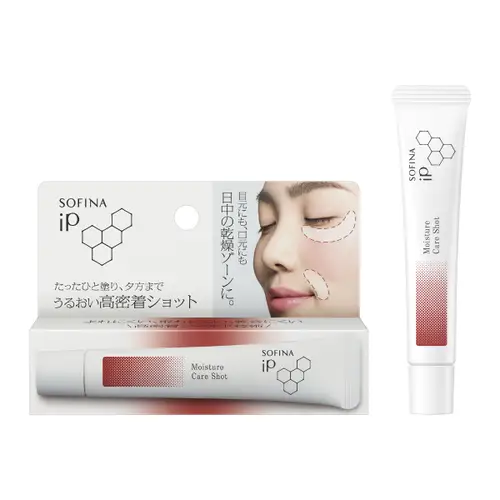 SOFINA
iP
たったひと塗り、夕方まで
うるおい高密着ショット
目元にも、口元にも
日中の乾燥ゾーンに。
Moisture
Care Shot
SOFINA
iP
SOFINA
iP
Moisture
Care Shot